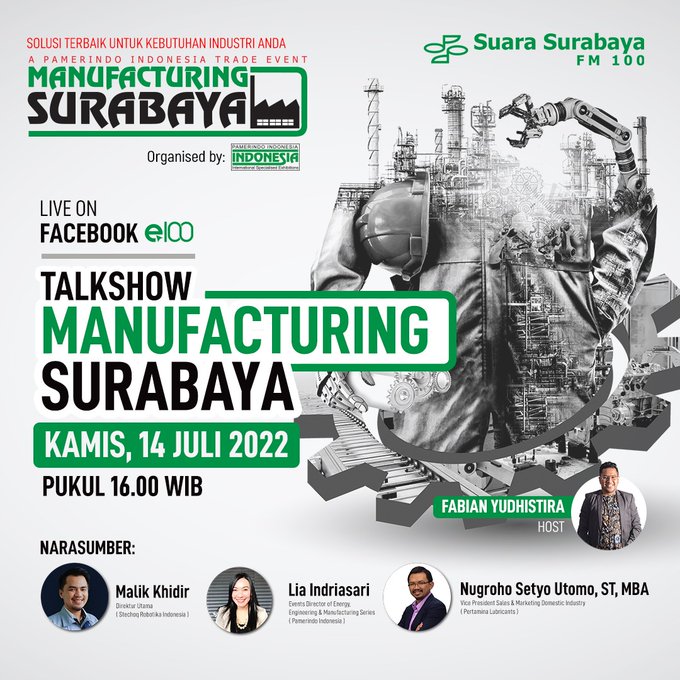 SOLUSI TERBAIK UNTUK KEBUTUHAN INDUSTRI ANDA
A PAMERINDO INDONESIA TRADE EVENT
MANUFACTURING
SURABAYA
Organised by:
PAMERINDO INDONESIA
INDONESIA
International Specialised Exhibitions
Suara Surabaya
FM 100
LIVE ON
FACEBOOK e100
TALKSHOW
MANUFACTURING
SURABAYA
KAMIS, 14 JULI 2022
PUKUL 16.00 WIB
FABIAN YUDHISTIRA
HOST
NARASUMBER:
Malik Khidir
Direktur Utama
( Stechoq Robotika Indonesia )
Lia Indriasari
Events Director of Energy,
Engineering & Manufacturing Series
( Pamerindo Indonesia )
Nugroho Setyo Utomo, ST, MBA
Vice President Sales & Marketing Domestic Industry
( Pertamina Lubricants )